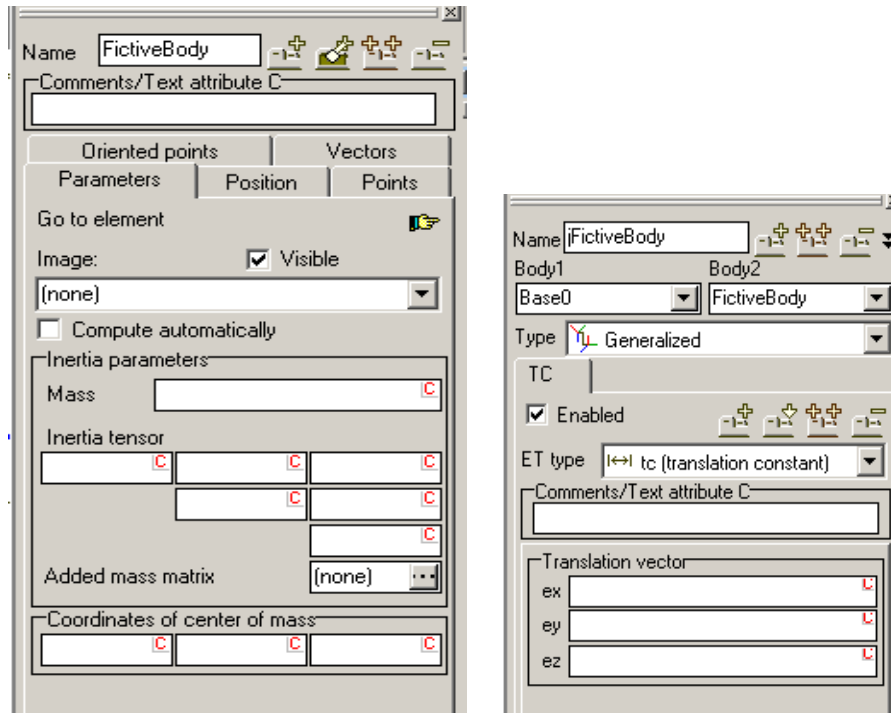 Name FictiveBody
Comments/Text attribute C
Oriented points Vectors
Parameters Position Points
Go to element
Image: Visible
(none)
Compute automatically
Inertia parameters
Mass C
Inertia tensor
C C C
C C
C
Added mass matrix (none) ...
Coordinates of center of mass
C C C
Name jFictiveBody
Body1 Body2
Base0 FictiveBody
Type Generalized
TC
Enabled
ET type tc (translation constant)
Comments/Text attribute C
Translation vector
ex C
ey C
ez C